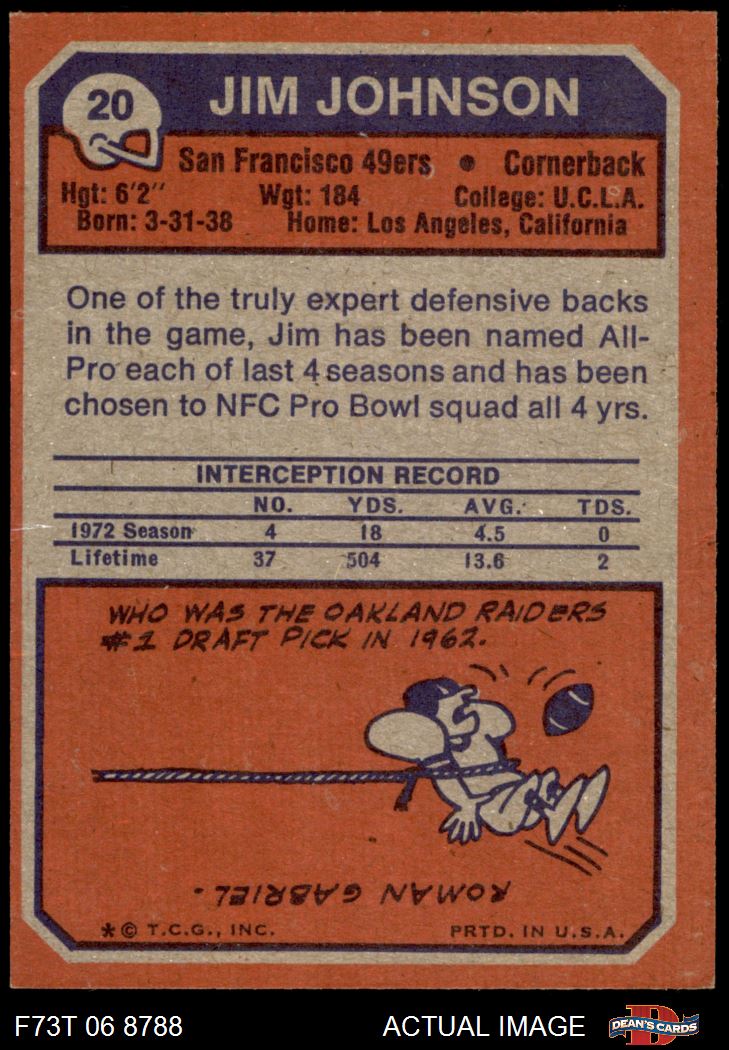 20
JIM JOHNSON
San Francisco 49ers • Cornerback
Hgt: 6'2" Wgt: 184 College: U.C.L.A.
Born: 3-31-38 Home: Los Angeles, California
One of the truly expert defensive backs
in the game, Jim has been named All-
Pro each of last 4 seasons and has been
chosen to NFC Pro Bowl squad all 4 yrs.
INTERCEPTION RECORD
NO. YDS. AVG. TDS.
1972 Season 4 18 4.5 0
Lifetime 37 504 13.6 2
WHO WAS THE OAKLAND RAIDERS
#1 DRAFT PICK IN 1962.
ROMAN GABRIEL.
* © T.C.G., INC. PRTD. IN U.S.A.
F73T 06 8788 ACTUAL IMAGE D DEAN'S CARDS